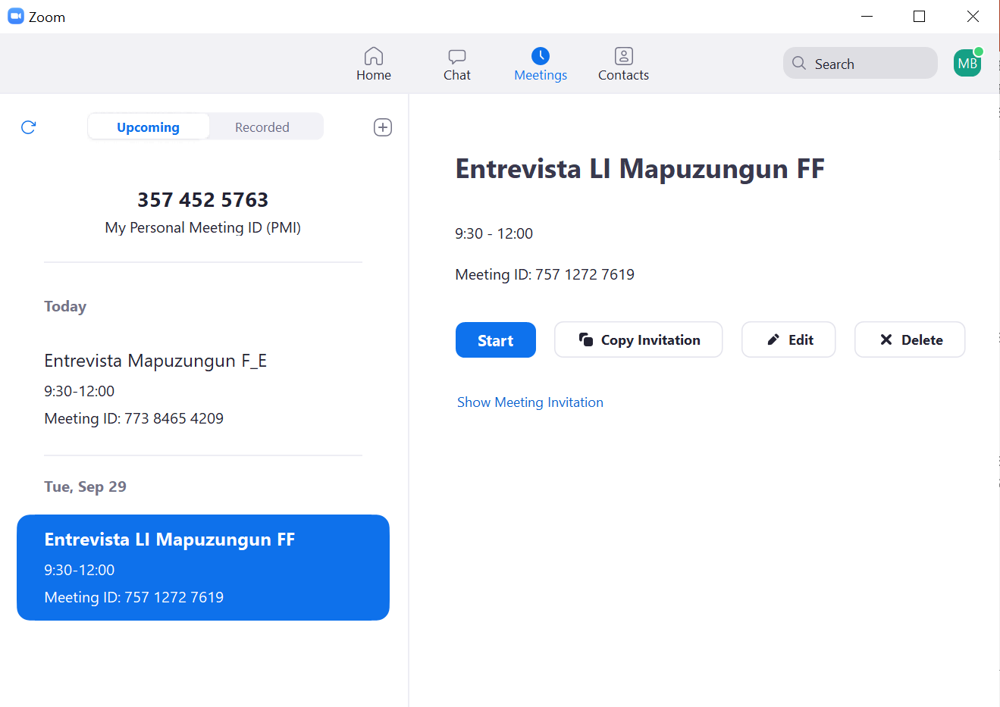 Zoom
Home
Chat
Meetings
Contacts
Search
MB
Upcoming
Recorded
357 452 5763
My Personal Meeting ID (PMI)
Today
Entrevista Mapuzungun F_E
9:30-12:00
Meeting ID: 773 8465 4209
Tue, Sep 29
Entrevista LI Mapuzungun FF
9:30-12:00
Meeting ID: 757 1272 7619
Entrevista LI Mapuzungun FF
9:30 - 12:00
Meeting ID: 757 1272 7619
Start
Copy Invitation
Edit
Delete
Show Meeting Invitation